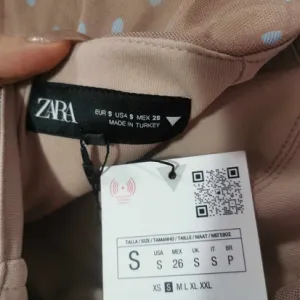 ZARA
EUR S USA S MEX 26
MADE IN TURKEY
TALLA / SIZE / TAMANHO / TAILLE / MAAT /
S
USA MEX UK IT BR
S 26 S S P
XS S M L XL XXL